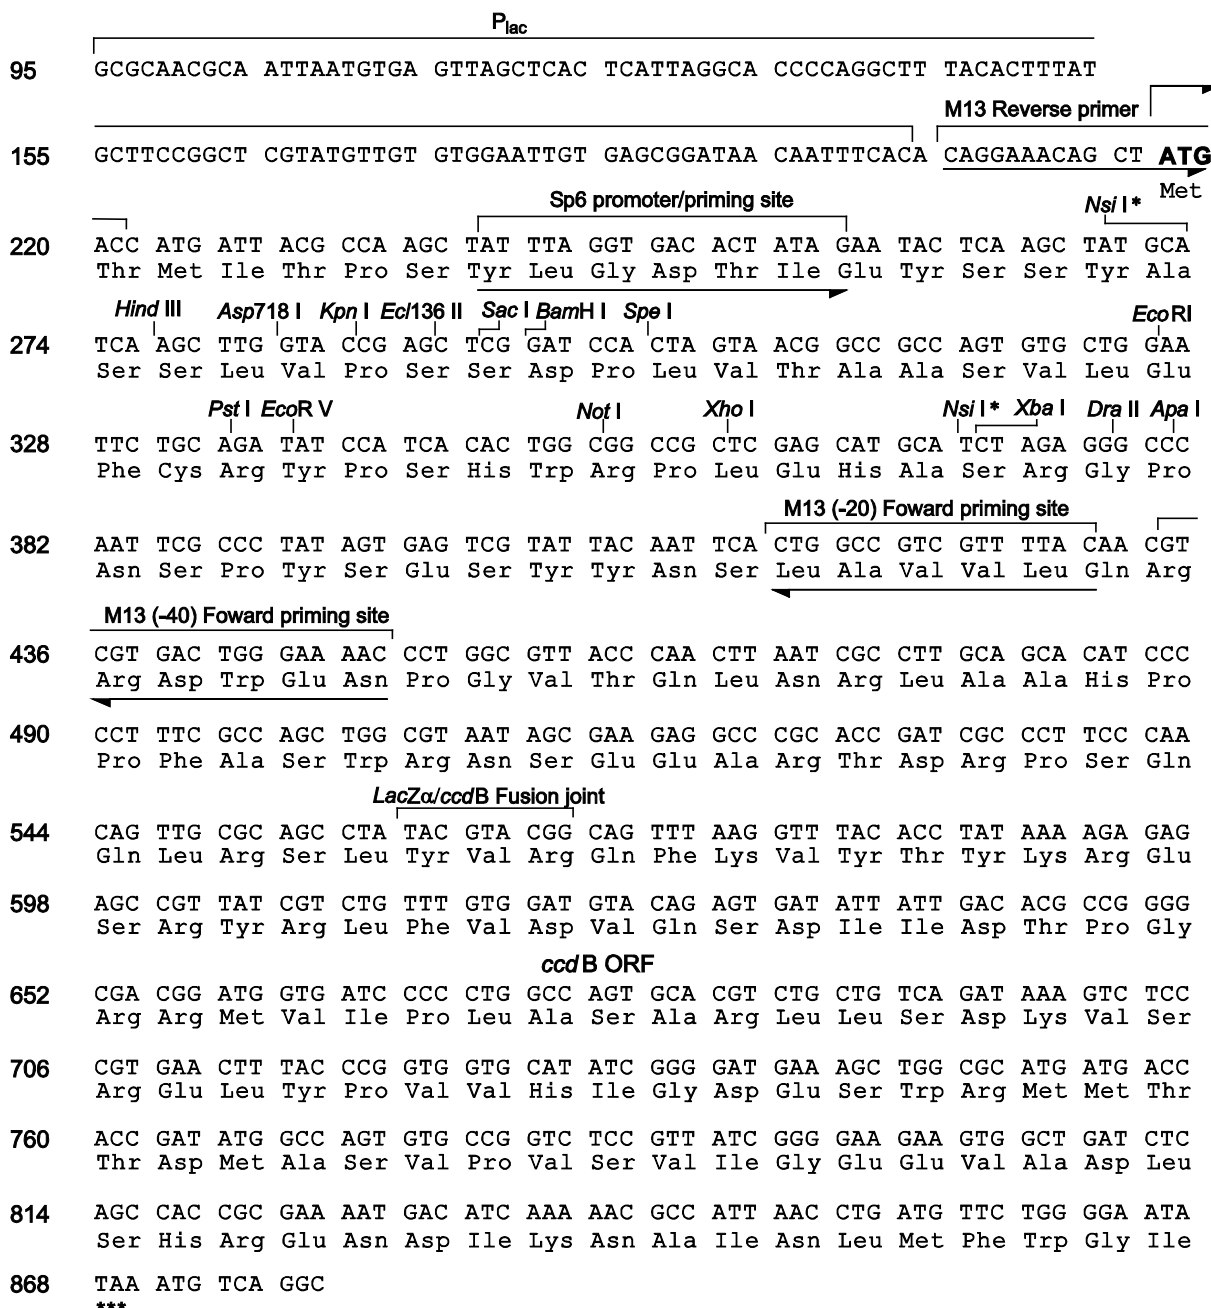 Plac
95 GCGCAACGCA ATTAATGTGA GTTAGCTCAC TCATTAGGCA CCCCAGGCTT TACACTTTAT
M13 Reverse primer
155 GCTTCCGGCT CGTATGTTGT GTGGAATTGT GAGCGGATAA CAATTTCACA CAGGAAACAG CT ATG
Met
Sp6 promoter/priming site Nsi I*
220 ACC ATG ATT ACG CCA AGC TAT TTA GGT GAC ACT ATA GAA TAC TCA AGC TAT GCA
Thr Met Ile Thr Pro Ser Tyr Leu Gly Asp Thr Ile Glu Tyr Ser Ser Tyr Ala
Hind III Asp718 I Kpn I Ecl136 II Sac I BamH I Spe I EcoRI
274 TCA AGC TTG GTA CCG AGC TCG GAT CCA CTA GTA ACG GCC GCC AGT GTG CTG GAA
Ser Ser Leu Val Pro Ser Ser Asp Pro Leu Val Thr Ala Ala Ser Val Leu Glu
Pst I EcoR V Not I Xho I Nsi I* Xba I Dra II Apa I
328 TTC TGC AGA TAT CCA TCA CAC TGG CGG CCG CTC GAG CAT GCA TCT AGA GGG CCC
Phe Cys Arg Tyr Pro Ser His Trp Arg Pro Leu Glu His Ala Ser Arg Gly Pro
M13 (-20) Foward priming site
382 AAT TCG CCC TAT AGT GAG TCG TAT TAC AAT TCA CTG GCC GTC GTT TTA CAA CGT
Asn Ser Pro Tyr Ser Glu Ser Tyr Tyr Asn Ser Leu Ala Val Val Leu Gln Arg
M13 (-40) Foward priming site
436 CGT GAC TGG GAA AAC CCT GGC GTT ACC CAA CTT AAT CGC CTT GCA GCA CAT CCC
Arg Asp Trp Glu Asn Pro Gly Val Thr Gln Leu Asn Arg Leu Ala Ala His Pro
490 CCT TTC GCC AGC TGG CGT AAT AGC GAA GAG GCC CGC ACC GAT CGC CCT TCC CAA
Pro Phe Ala Ser Trp Arg Asn Ser Glu Glu Ala Arg Thr Asp Arg Pro Ser Gln
LacZα/ccdB Fusion joint
544 CAG TTG CGC AGC CTA TAC GTA CGG CAG TTT AAG GTT TAC ACC TAT AAA AGA GAG
Gln Leu Arg Ser Leu Tyr Val Arg Gln Phe Lys Val Tyr Thr Tyr Lys Arg Glu
598 AGC CGT TAT CGT CTG TTT GTG GAT GTA CAG AGT GAT ATT ATT GAC ACG CCG GGG
Ser Arg Tyr Arg Leu Phe Val Asp Val Gln Ser Asp Ile Ile Asp Thr Pro Gly
ccd B ORF
652 CGA CGG ATG GTG ATC CCC CTG GCC AGT GCA CGT CTG CTG TCA GAT AAA GTC TCC
Arg Arg Met Val Ile Pro Leu Ala Ser Ala Arg Leu Leu Ser Asp Lys Val Ser
706 CGT GAA CTT TAC CCG GTG GTG CAT ATC GGG GAT GAA AGC TGG CGC ATG ATG ACC
Arg Glu Leu Tyr Pro Val Val His Ile Gly Asp Glu Ser Trp Arg Met Met Thr
760 ACC GAT ATG GCC AGT GTG CCG GTC TCC GTT ATC GGG GAA GAA GTG GCT GAT CTC
Thr Asp Met Ala Ser Val Pro Val Ser Val Ile Gly Glu Glu Val Ala Asp Leu
814 AGC CAC CGC GAA AAT GAC ATC AAA AAC GCC ATT AAC CTG ATG TTC TGG GGA ATA
Ser His Arg Glu Asn Asp Ile Lys Asn Ala Ile Asn Leu Met Phe Trp Gly Ile
868 TAA ATG TCA GGC
***